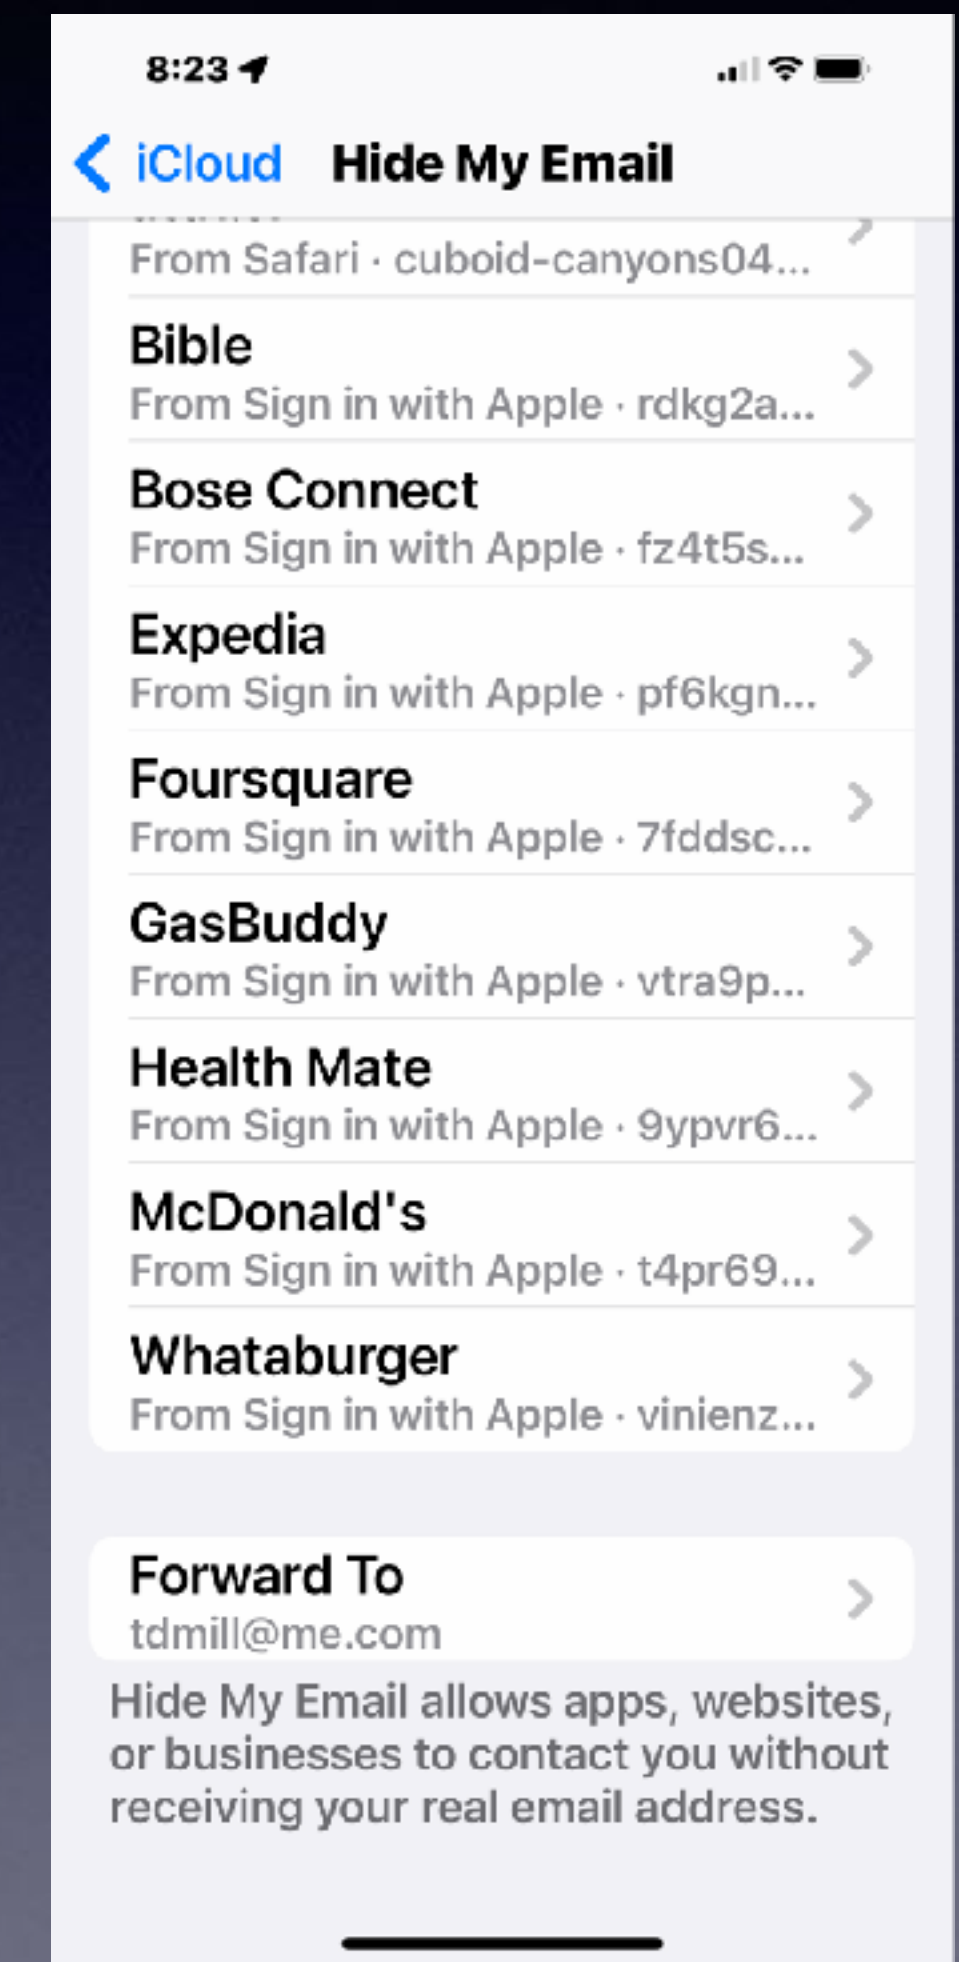 8:23
iCloud
Hide My Email
From Safari · cuboid-canyons04...
Bible
From Sign in with Apple · rdkg2a...
Bose Connect
From Sign in with Apple · fz4t5s...
Expedia
From Sign in with Apple · pf6kgn...
Foursquare
From Sign in with Apple · 7fddsc...
GasBuddy
From Sign in with Apple · vtra9p...
Health Mate
From Sign in with Apple · 9ypvr6...
McDonald's
From Sign in with Apple · t4pr69...
Whataburger
From Sign in with Apple · vinienz...
Forward To
tdmill@me.com
Hide My Email allows apps, websites,
or businesses to contact you without
receiving your real email address.